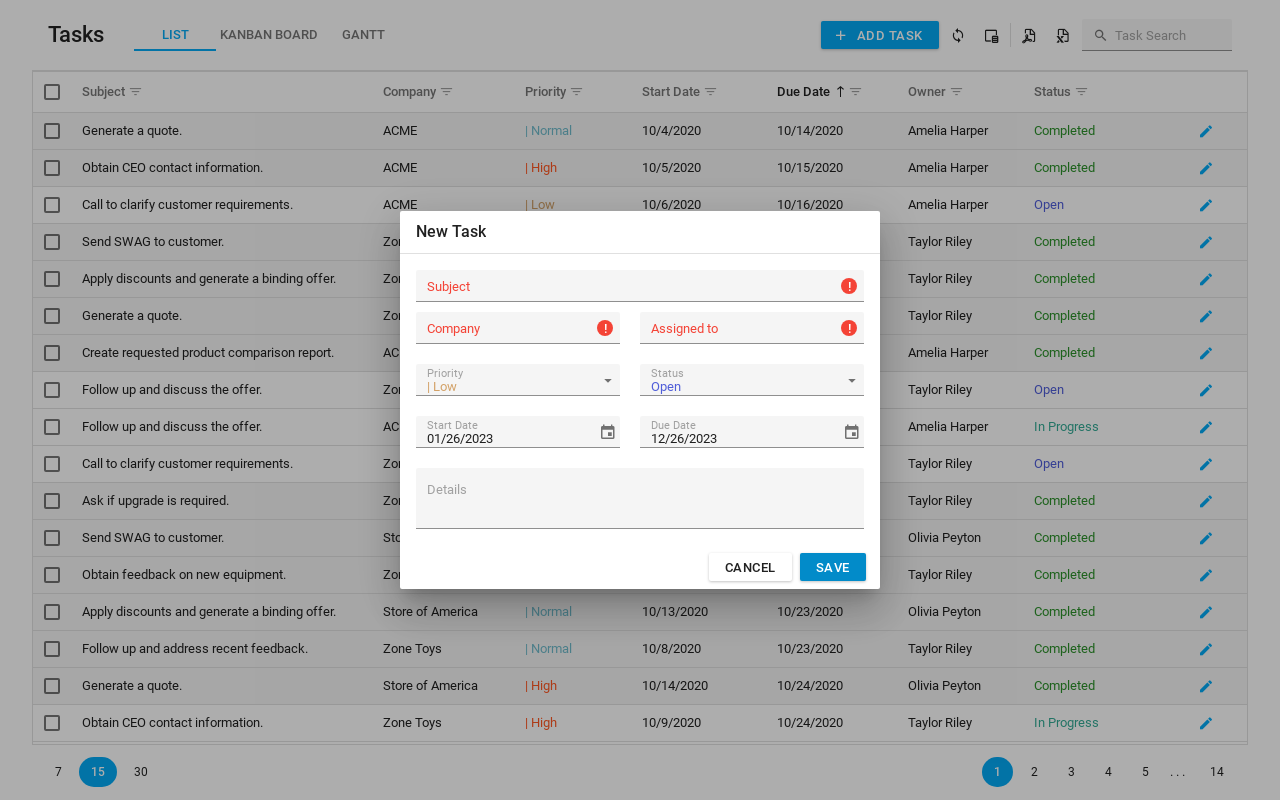 Tasks LIST KANBAN BOARD GANTT ADD TASK Task Search
Subject Company Priority Start Date Due Date Owner Status
Generate a quote. ACME | Normal 10/4/2020 10/14/2020 Amelia Harper Completed
Obtain CEO contact information. ACME | High 10/5/2020 10/15/2020 Amelia Harper Completed
Call to clarify customer requirements. ACME | Low 10/6/2020 10/16/2020 Amelia Harper Open
Send SWAG to customer. Taylor Riley Completed
Apply discounts and generate a binding offer. Taylor Riley Completed
Generate a quote. Taylor Riley Completed
Create requested product comparison report. Amelia Harper Completed
Follow up and discuss the offer. Taylor Riley Open
Follow up and discuss the offer. Amelia Harper In Progress
Call to clarify customer requirements. Taylor Riley Open
Ask if upgrade is required. Taylor Riley Completed
Send SWAG to customer. Olivia Peyton Completed
Obtain feedback on new equipment. Taylor Riley Completed
Apply discounts and generate a binding offer. Store of America | Normal 10/13/2020 10/23/2020 Olivia Peyton Completed
Follow up and address recent feedback. Zone Toys | Normal 10/8/2020 10/23/2020 Taylor Riley Completed
Generate a quote. Store of America | High 10/14/2020 10/24/2020 Olivia Peyton Completed
Obtain CEO contact information. Zone Toys | High 10/9/2020 10/24/2020 Taylor Riley In Progress
New Task
Subject !
Company ! Assigned to !
Priority Status
| Low Open
Start Date Due Date
01/26/2023 12/26/2023
Details
CANCEL SAVE
7 15 30 1 2 3 4 5 . . . 14